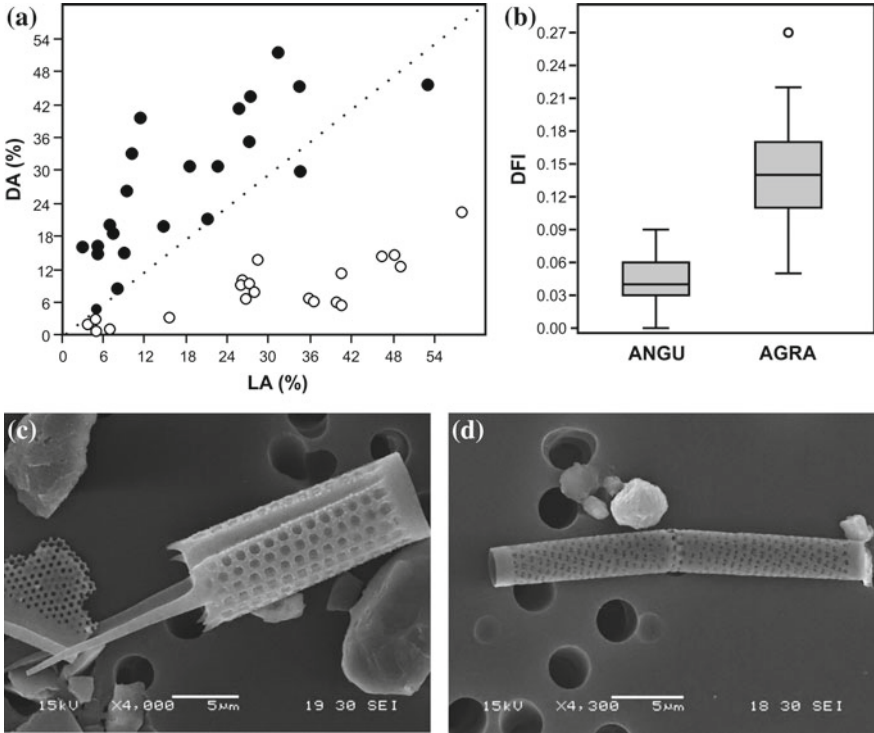 (a)
54
48
42
36
30
24
18
12
6
0
DA (%)
0 6 12 18 24 30 36 42 48 54
LA (%)
(b)
0.27
0.24
0.21
0.18
0.15
0.12
0.09
0.06
0.03
0.00
DFI
ANGU AGRA
(c)
15kV X4,000 5µm 19 30 SEI
(d)
15kV X4,300 5µm 18 30 SEI